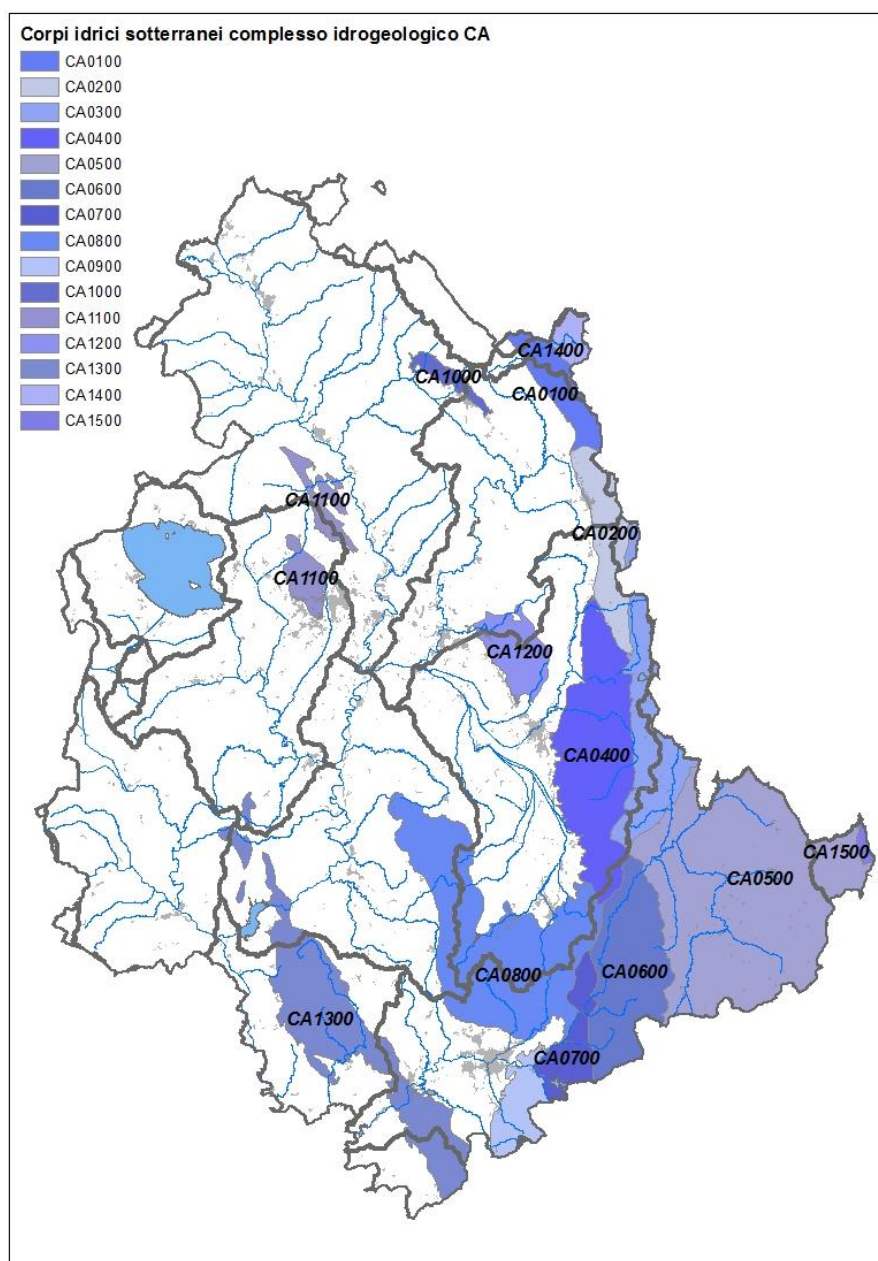 Corpi idrici sotterranei complesso idrogeologico CA
CA0100
CA0200
CA0300
CA0400
CA0500
CA0600
CA0700
CA0800
CA0900
CA1000
CA1100
CA1200
CA1300
CA1400
CA1500
CA1400
CA1000
CA0100
CA1100
CA0200
CA1100
CA1200
CA0400
CA1500
CA0500
CA0800
CA0600
CA1300
CA0700